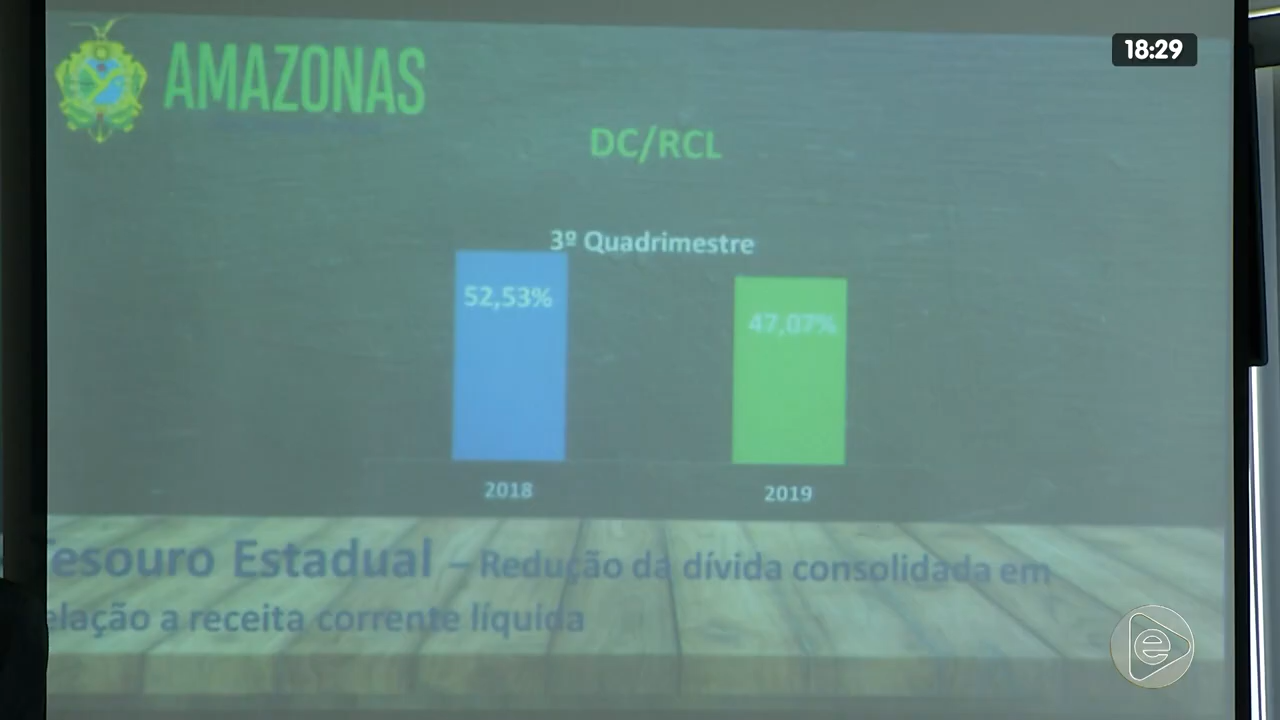 AMAZONAS
18:29
DC/RCL
3º Quadrimestre
52,53%
47,07%
2018
2019
Tesouro Estadual – Redução da dívida consolidada em
elação a receita corrente líquida
e